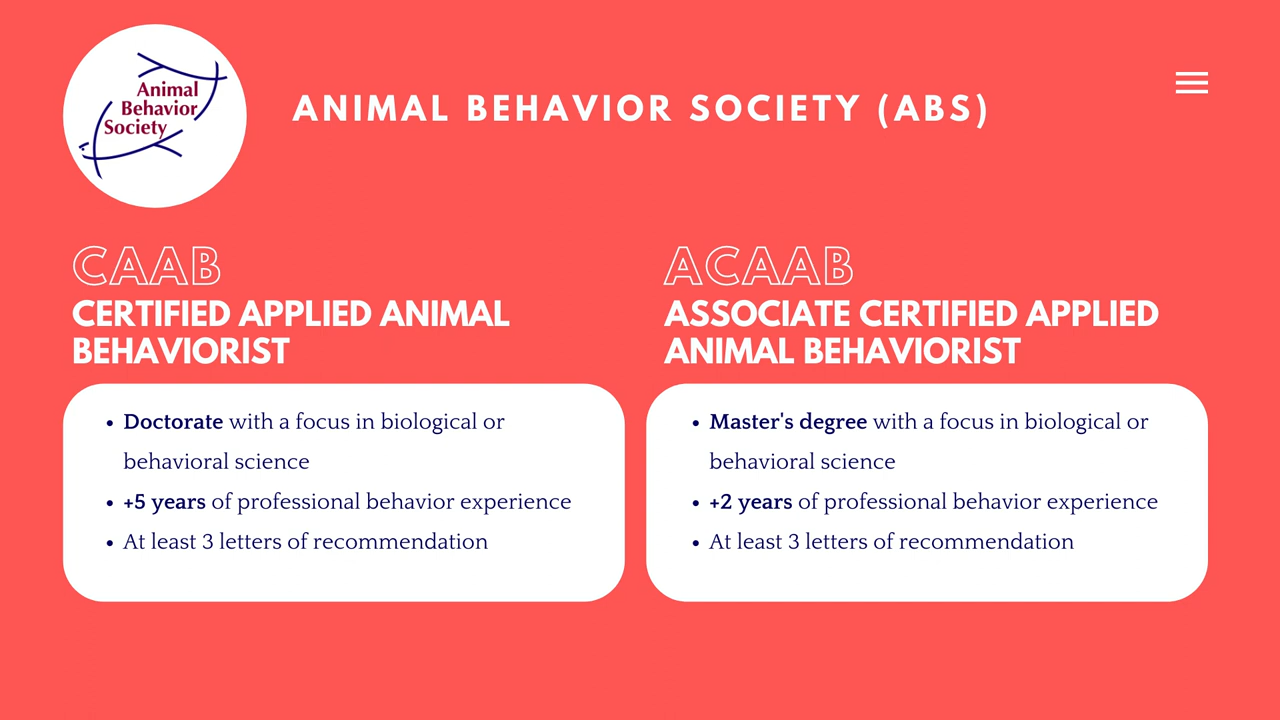 Animal
Behavior
Society
ANIMAL BEHAVIOR SOCIETY (ABS)
CAAB
CERTIFIED APPLIED ANIMAL
BEHAVIORIST
• Doctorate with a focus in biological or
behavioral science
• +5 years of professional behavior experience
• At least 3 letters of recommendation
ACAAB
ASSOCIATE CERTIFIED APPLIED
ANIMAL BEHAVIORIST
• Master's degree with a focus in biological or
behavioral science
• +2 years of professional behavior experience
• At least 3 letters of recommendation